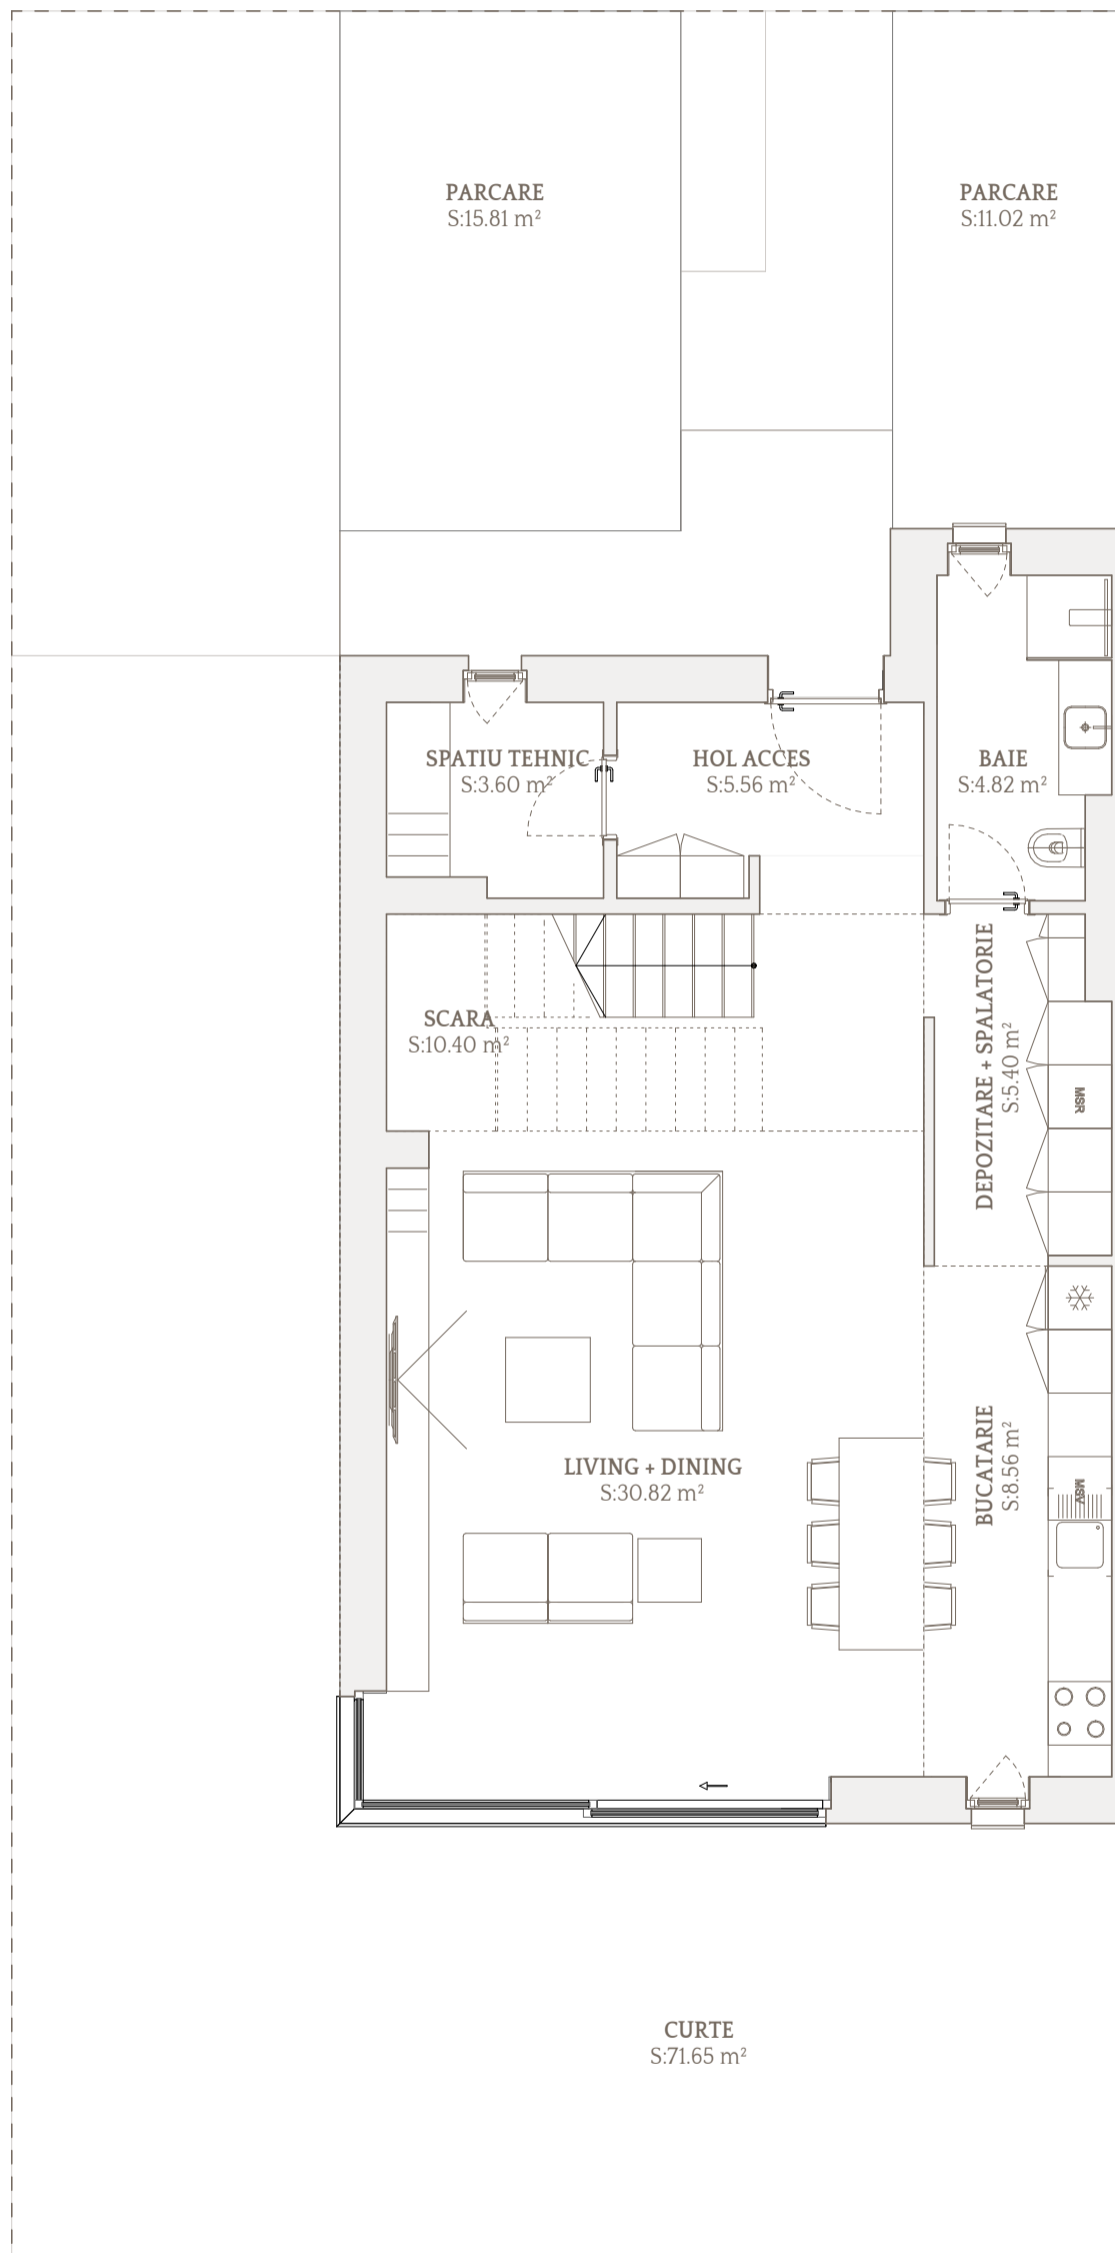 PARCARE
S:15.81 m²
PARCARE
S:11.02 m²
SPATIU TEHNIC
S:3.60 m²
HOL ACCES
S:5.56 m²
BAIE
S:4.82 m²
SCARA
S:10.40 m²
DEPOZITARE + SPALATORIE
S:5.40 m²
MSR
LIVING + DINING
S:30.82 m²
BUCATARIE
S:8.56 m²
MSV
CURTE
S:71.65 m²